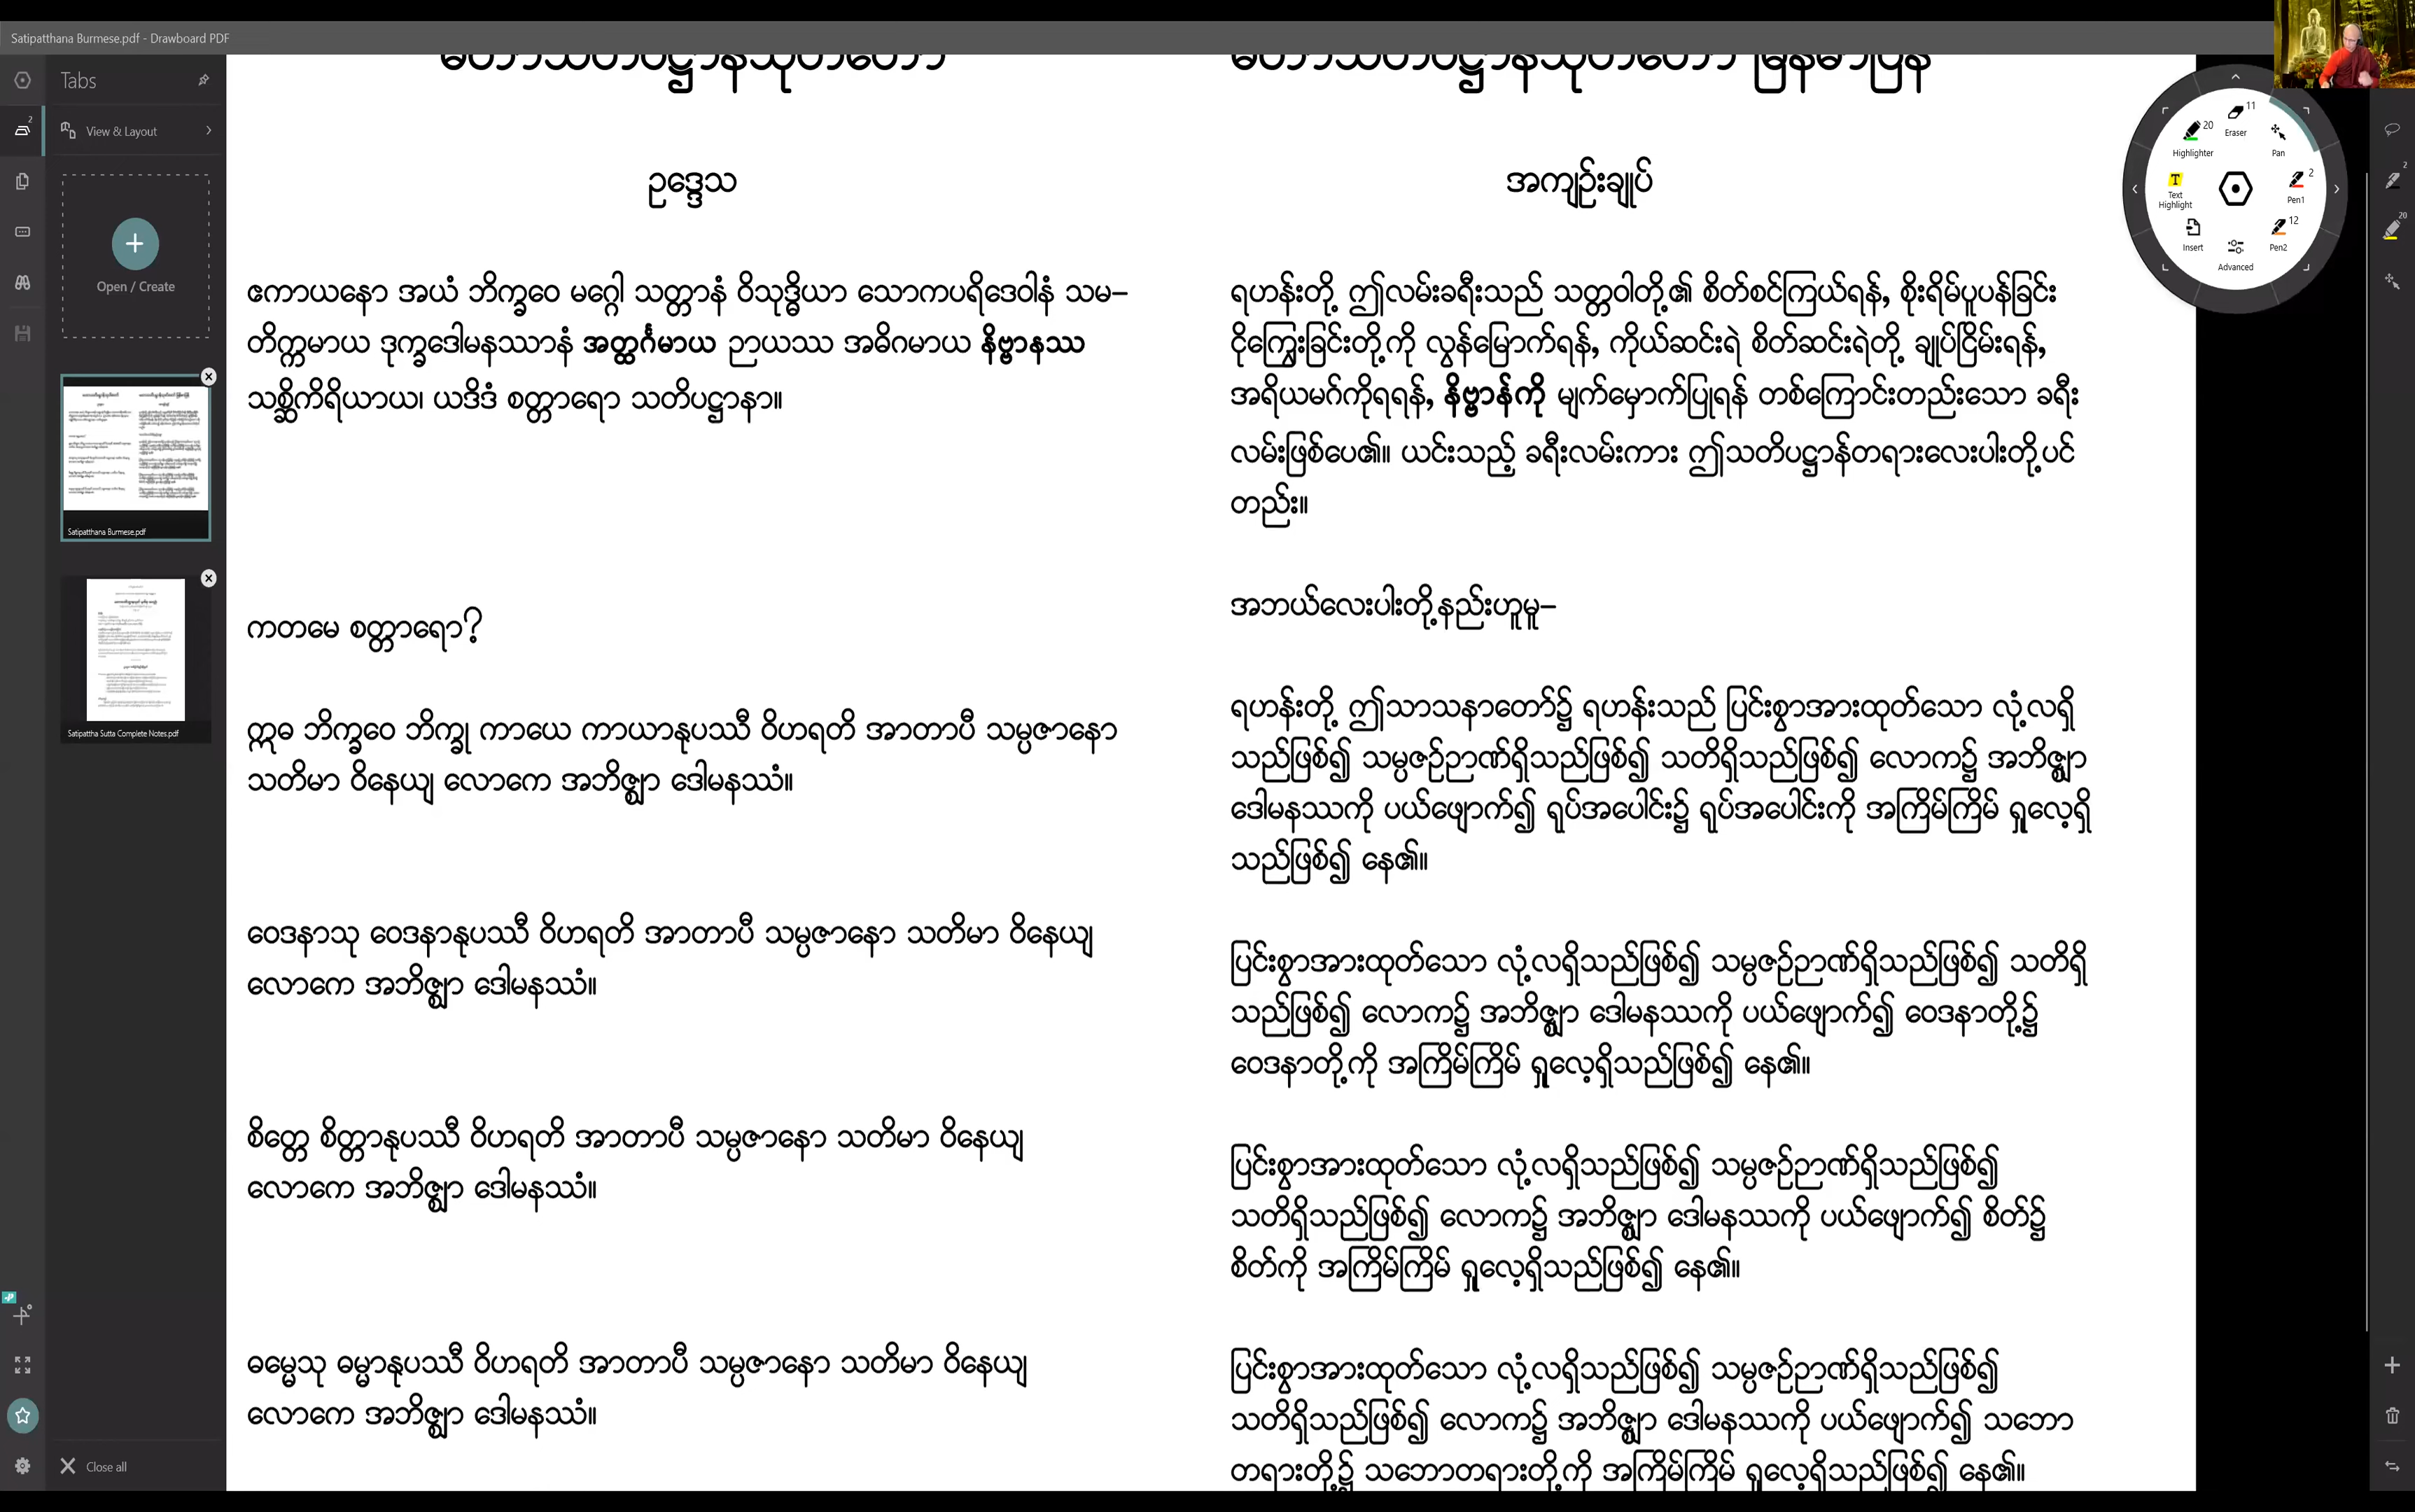 Satipatthana Burmese.pdf - Drawboard PDF
Tabs
View & Layout
Open / Create
Satipatthana Burmese.pdf
Satipattha Sutta Complete Notes.pdf
Close all
မဟာသတိပဋ္ဌာနသုတ်တော်
ဥဒ္ဒေသ
ဧကာယနော အယံ ဘိက္ခဝေ မဂ္ဂေါ သတ္တာနံ ဝိသုဒ္ဓိယာ သောကပရိဒေဝါနံ သမ–
တိက္ကမာယ ဒုက္ခဒေါမနဿာနံ အတ္ထင်္ဂမာယ ဉာယဿ အဓိဂမာယ နိဗ္ဗာနဿ
သစ္ဆိကိရိယာယ၊ ယဒိဒံ စတ္တာရော သတိပဋ္ဌာနာ။
ကတမေ စတ္တာရော?
ဣဓ ဘိက္ခဝေ ဘိက္ခု ကာယေ ကာယာနုပဿီ ဝိဟရတိ အာတာပီ သမ္ပဇာနော
သတိမာ ဝိနေယျ လောကေ အဘိဇ္ဈာ ဒေါမနဿံ။
ဝေဒနာသု ဝေဒနာနုပဿီ ဝိဟရတိ အာတာပီ သမ္ပဇာနော သတိမာ ဝိနေယျ
လောကေ အဘိဇ္ဈာ ဒေါမနဿံ။
စိတ္တေ စိတ္တာနုပဿီ ဝိဟရတိ အာတာပီ သမ္ပဇာနော သတိမာ ဝိနေယျ
လောကေ အဘိဇ္ဈာ ဒေါမနဿံ။
ဓမ္မေသု ဓမ္မာနုပဿီ ဝိဟရတိ အာတာပီ သမ္ပဇာနော သတိမာ ဝိနေယျ
လောကေ အဘိဇ္ဈာ ဒေါမနဿံ။
မဟာသတိပဋ္ဌာနသုတ်တော် မြန်မာပြန်
အကျဉ်းချုပ်
ရဟန်းတို့ ဤလမ်းခရီးသည် သတ္တဝါတို့၏ စိတ်စင်ကြယ်ရန်, စိုးရိမ်ပူပန်ခြင်း
ငိုကြွေးခြင်းတို့ကို လွန်မြောက်ရန်, ကိုယ်ဆင်းရဲ စိတ်ဆင်းရဲတို့ ချုပ်ငြိမ်းရန်,
အရိယမဂ်ကိုရရန်, နိဗ္ဗာန်ကို မျက်မှောက်ပြုရန် တစ်ကြောင်းတည်းသော ခရီး
လမ်းဖြစ်ပေ၏။ ယင်းသည့် ခရီးလမ်းကား ဤသတိပဋ္ဌာန်တရားလေးပါးတို့ပင်
တည်း။
အဘယ်လေးပါးတို့နည်းဟူမူ–
ရဟန်းတို့ ဤသာသနာတော်၌ ရဟန်းသည် ပြင်းစွာအားထုတ်သော လုံ့လရှိ
သည်ဖြစ်၍ သမ္ပဇဉ်ဉာဏ်ရှိသည်ဖြစ်၍ သတိရှိသည်ဖြစ်၍ လောက၌ အဘိဇ္ဈာ
ဒေါမနဿကို ပယ်ဖျောက်၍ ရုပ်အပေါင်း၌ ရုပ်အပေါင်းကို အကြိမ်ကြိမ် ရှုလေ့ရှိ
သည်ဖြစ်၍ နေ၏။
ပြင်းစွာအားထုတ်သော လုံ့လရှိသည်ဖြစ်၍ သမ္ပဇဉ်ဉာဏ်ရှိသည်ဖြစ်၍ သတိရှိ
သည်ဖြစ်၍ လောက၌ အဘိဇ္ဈာ ဒေါမနဿကို ပယ်ဖျောက်၍ ဝေဒနာတို့၌
ဝေဒနာတို့ကို အကြိမ်ကြိမ် ရှုလေ့ရှိသည်ဖြစ်၍ နေ၏။
ပြင်းစွာအားထုတ်သော လုံ့လရှိသည်ဖြစ်၍ သမ္ပဇဉ်ဉာဏ်ရှိသည်ဖြစ်၍
သတိရှိသည်ဖြစ်၍ လောက၌ အဘိဇ္ဈာ ဒေါမနဿကို ပယ်ဖျောက်၍ စိတ်၌
စိတ်ကို အကြိမ်ကြိမ် ရှုလေ့ရှိသည်ဖြစ်၍ နေ၏။
ပြင်းစွာအားထုတ်သော လုံ့လရှိသည်ဖြစ်၍ သမ္ပဇဉ်ဉာဏ်ရှိသည်ဖြစ်၍
သတိရှိသည်ဖြစ်၍ လောက၌ အဘိဇ္ဈာ ဒေါမနဿကို ပယ်ဖျောက်၍ သဘော
တရားတို့၌ သဘောတရားတို့ကို အကြိမ်ကြိမ် ရှုလေ့ရှိသည်ဖြစ်၍ နေ၏။
Eraser 11
Highlighter 20
Pan
Text Highlight
Pen1 2
Insert
Pen2 12
Advanced
2
2
20